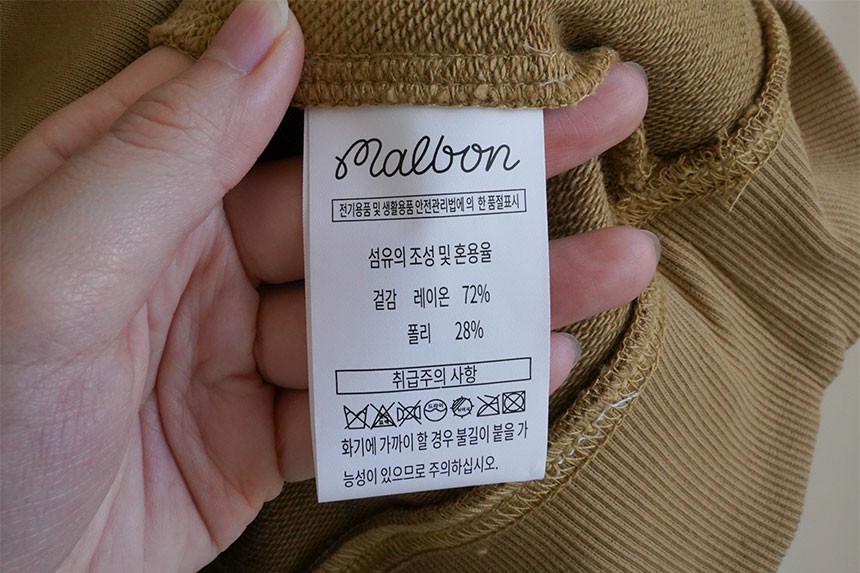 malbon
전기용품 및 생활용품 안전관리법에 의 한 품절표시
섬유의 조성 및 혼용율
겉감 레이온 72%
폴리 28%
취급주의 사항
화기에 가까이 할 경우 불길이 붙을 가
능성이 있으므로 주의하십시오.